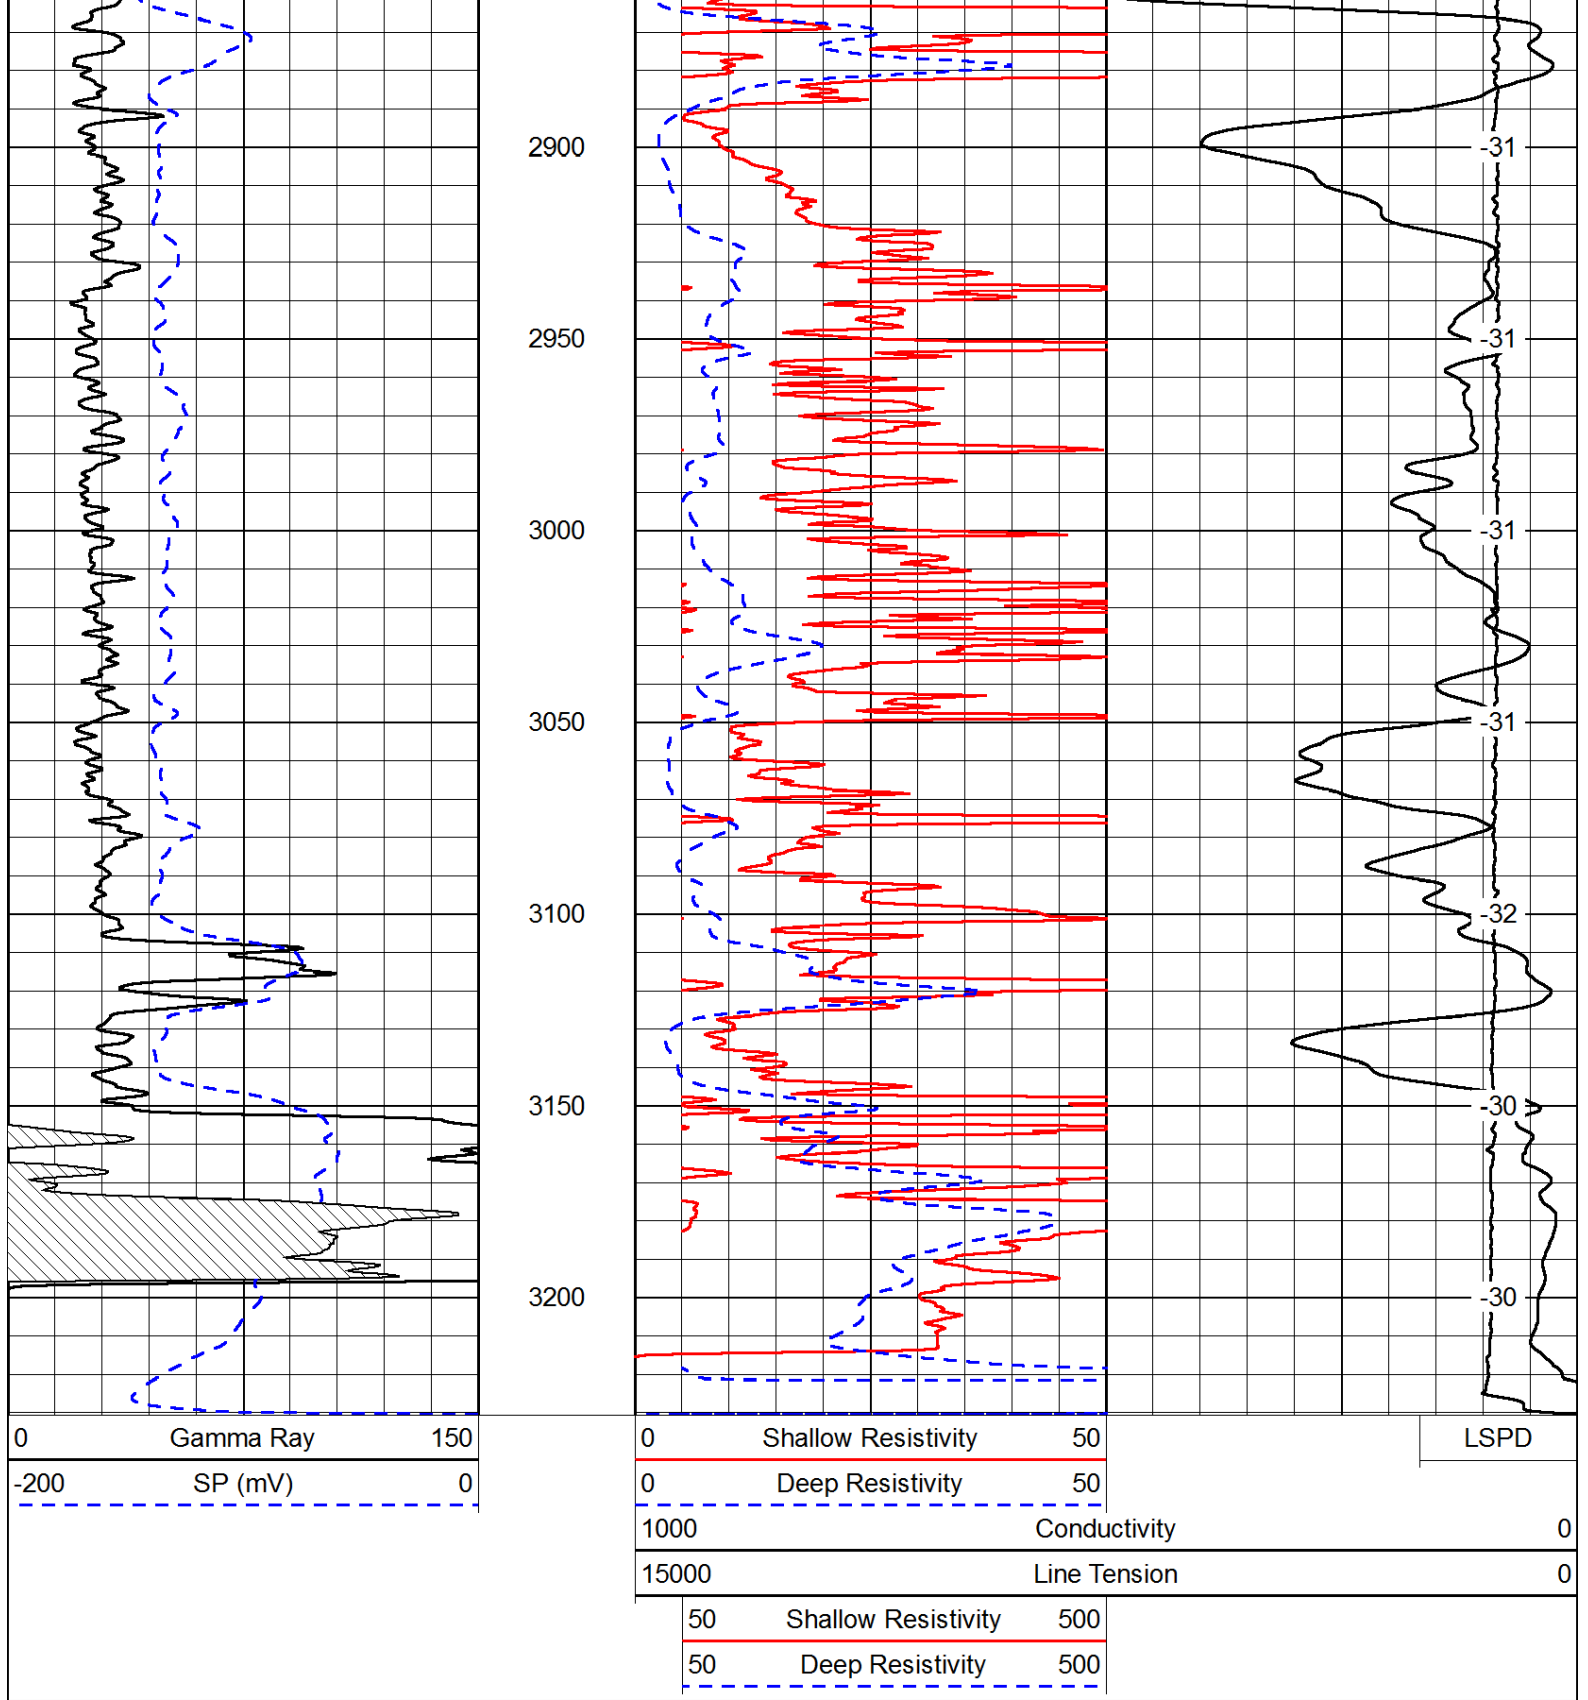 2900 -31
2950 -31
3000 -31
3050 -31
3100 -32
3150 -30
3200 -30
0 Gamma Ray 150 0 Shallow Resistivity 50 LSPD
-200 SP (mV) 0 0 Deep Resistivity 50
1000 Conductivity 0
15000 Line Tension 0
50 Shallow Resistivity 500
50 Deep Resistivity 500